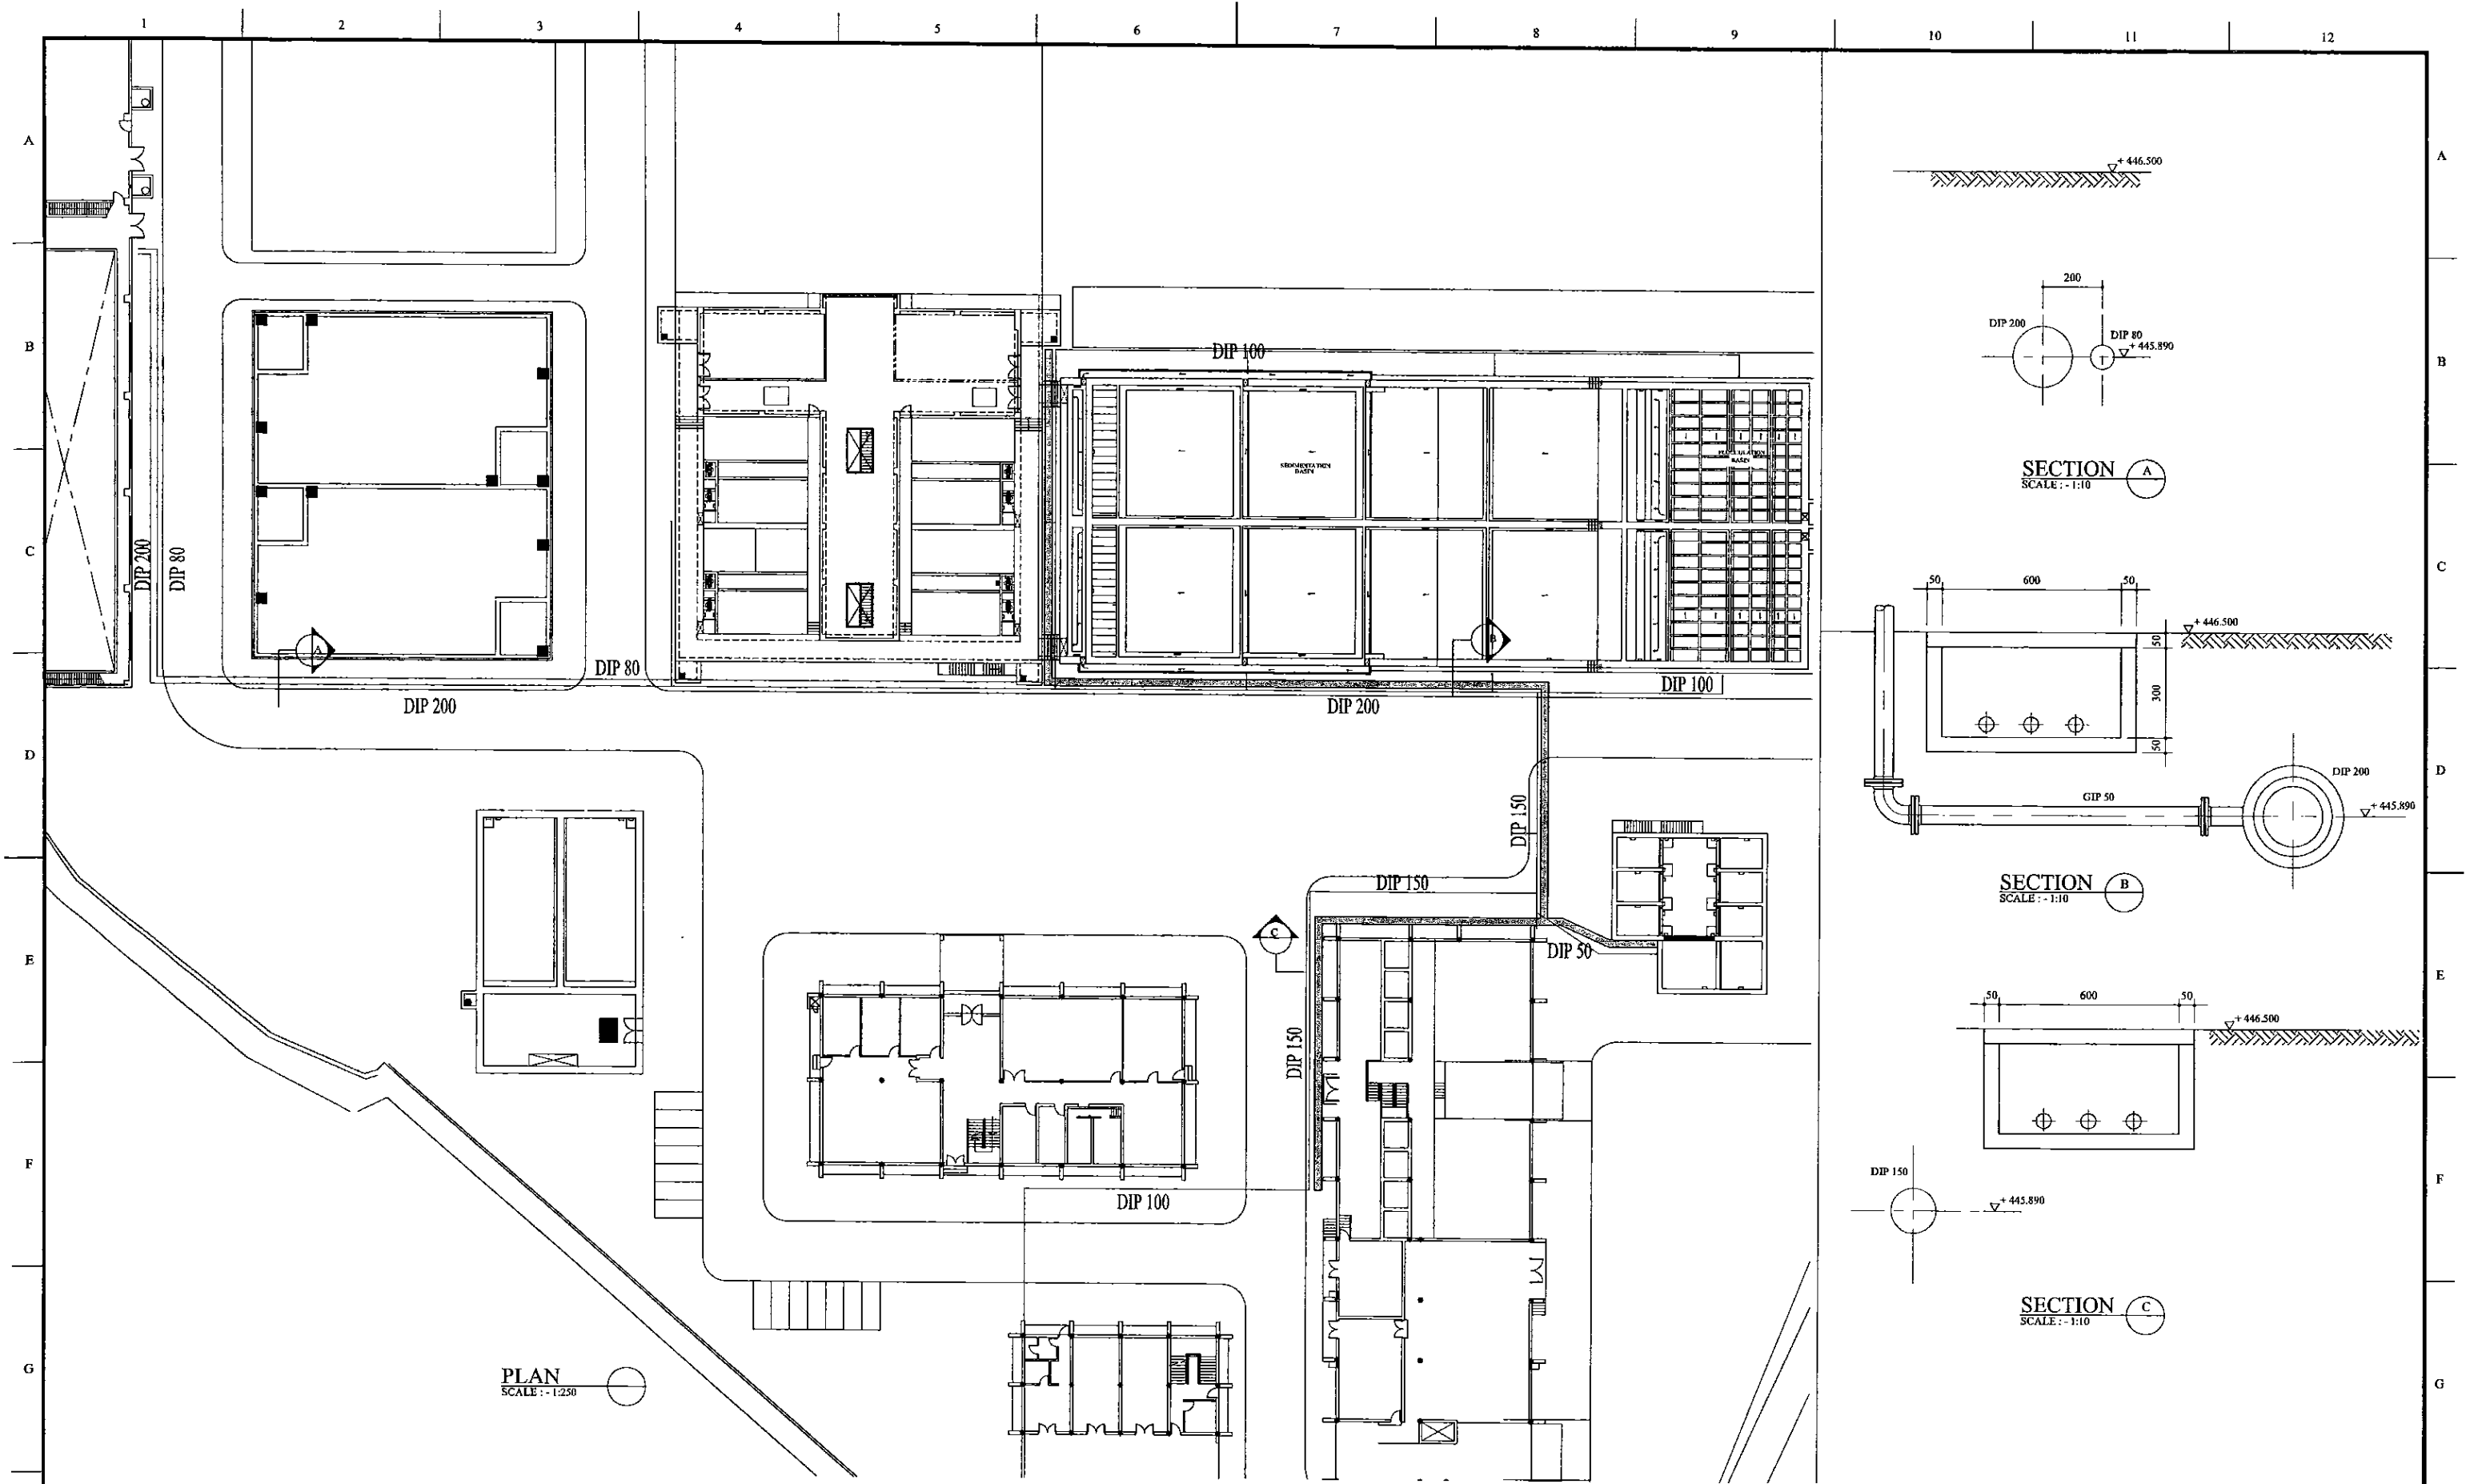 1 2 3 4 5 6 7 8 9 10 11 12
A
A
+ 446.500
200
DIP 200
DIP 80
+ 445.890
B
B
DIP 100
SECTION A
SCALE : - 1:10
SEDIMENTATION
BASIN
FLOCCULATION
BASIN
C
C
DIP 200
DIP 80
50 600 50
+ 446.500
50
300
50
A
B
DIP 80
DIP 100
DIP 200
DIP 200
D
D
DIP 200
GIP 50
+ 445.890
DIP 150
DIP 150
SECTION B
SCALE : - 1:10
C
DIP 50
E
E
50 600 50
+ 446.500
DIP 150
F
F
DIP 150
+ 445.890
DIP 100
SECTION C
SCALE : - 1:10
G
G
PLAN
SCALE : - 1:250